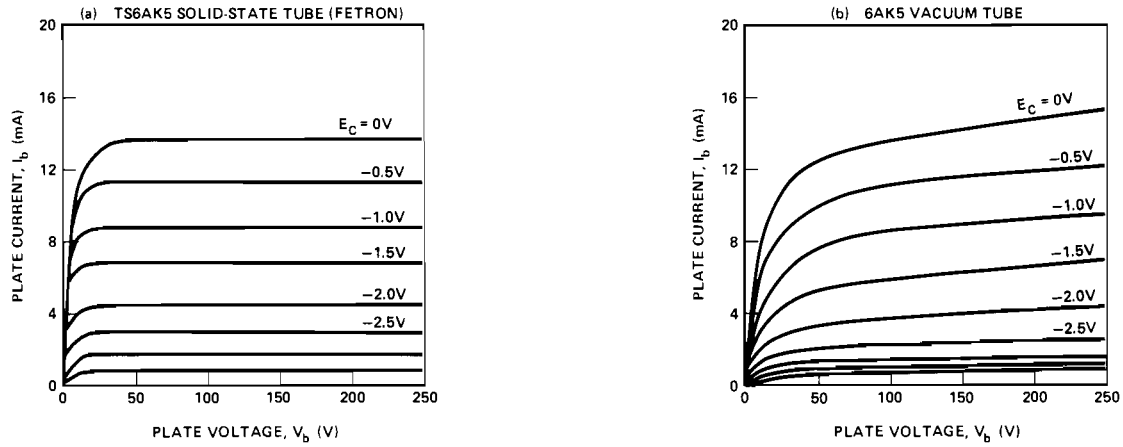 (a) TS6AK5 SOLID-STATE TUBE (FETRON)
20
16
12
8
4
0
PLATE CURRENT, I_b (mA)
E_C = 0V
−0.5V
−1.0V
−1.5V
−2.0V
−2.5V
0 50 100 150 200 250
PLATE VOLTAGE, V_b (V)
(b) 6AK5 VACUUM TUBE
20
16
12
8
4
0
PLATE CURRENT, I_b (mA)
E_C = 0V
−0.5V
−1.0V
−1.5V
−2.0V
−2.5V
0 50 100 150 200 250
PLATE VOLTAGE, V_b (V)